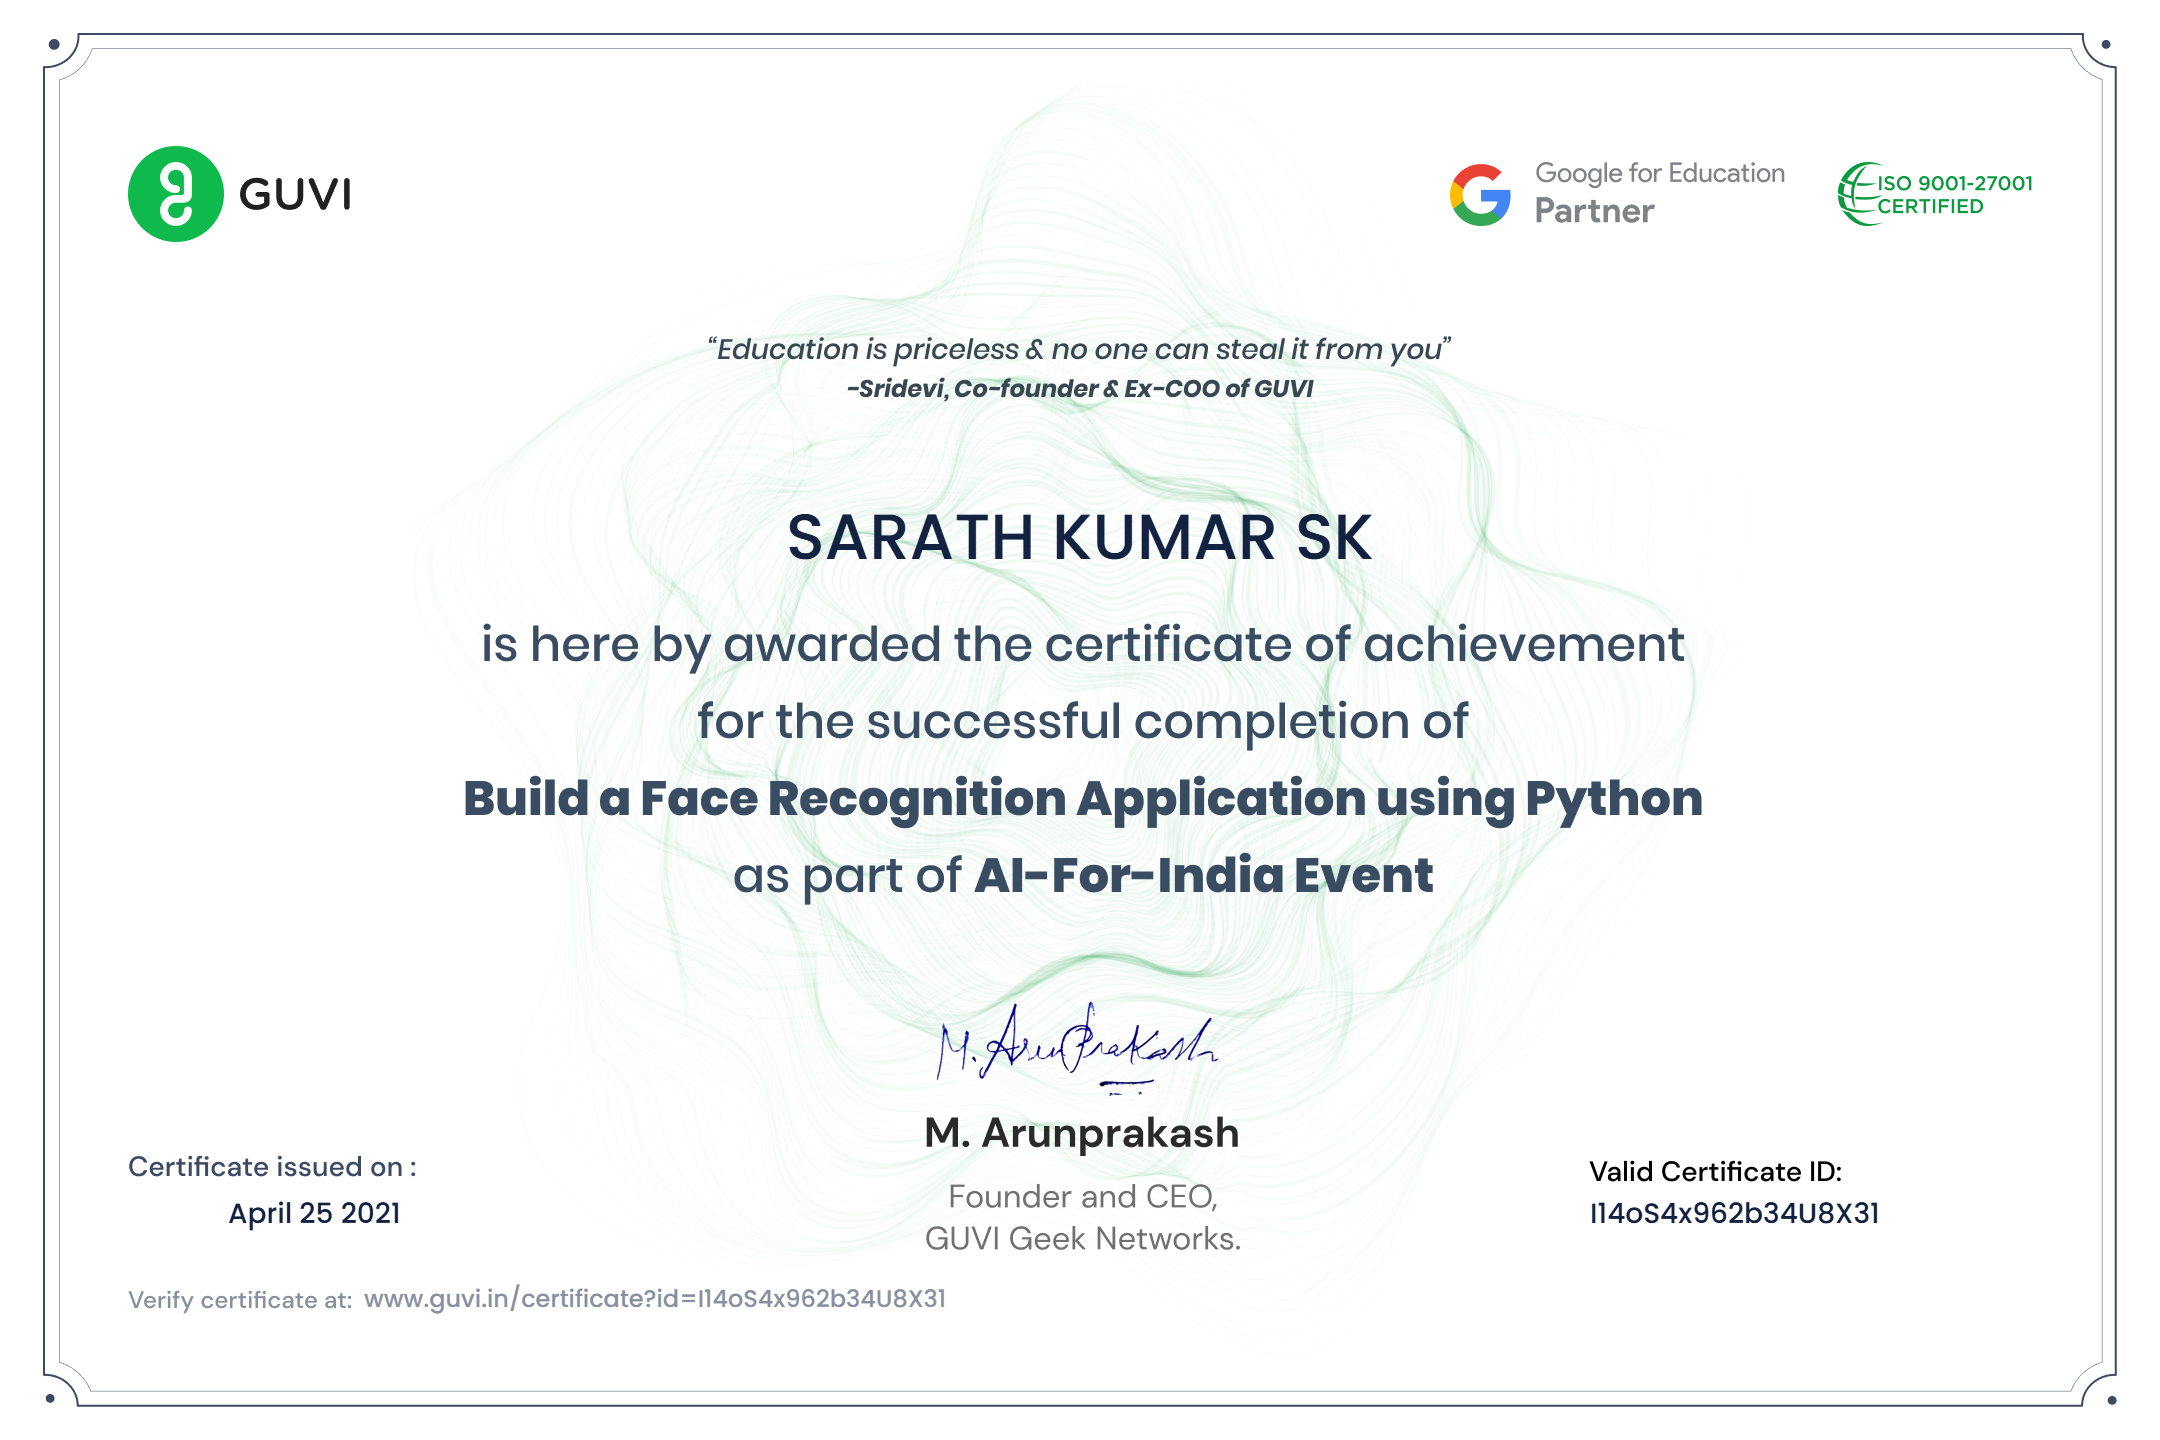 GUVI
Google for Education
Partner
ISO 9001-27001
CERTIFIED
“Education is priceless & no one can steal it from you”
-Sridevi, Co-founder & Ex-COO of GUVI
SARATH KUMAR SK
is here by awarded the certificate of achievement
for the successful completion of
Build a Face Recognition Application using Python
as part of AI-For-India Event
M. ArunPrakash
M. Arunprakash
Founder and CEO,
GUVI Geek Networks.
Certificate issued on :
April 25 2021
Valid Certificate ID:
I14oS4x962b34U8X31
Verify certificate at: www.guvi.in/certificate?id=I14oS4x962b34U8X31